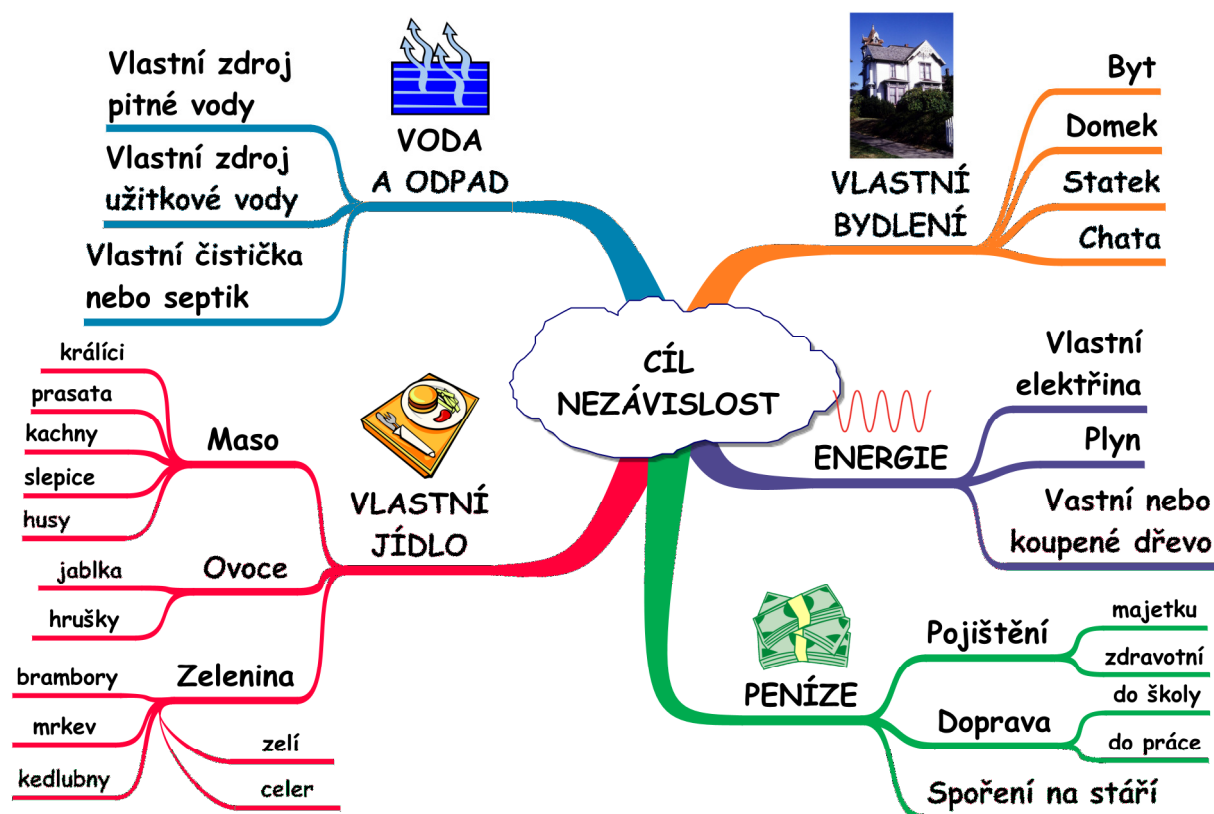 CÍL
NEZÁVISLOST
VODA
A ODPAD
Vlastní zdroj
pitné vody
Vlastní zdroj
užitkové vody
Vlastní čistička
nebo septik
VLASTNÍ
BYDLENÍ
Byt
Domek
Statek
Chata
ENERGIE
Vlastní
elektřina
Plyn
Vastní nebo
koupené dřevo
PENÍZE
Pojištění
majetku
zdravotní
Doprava
do školy
do práce
Spoření na stáří
VLASTNÍ
JÍDLO
Maso
králíci
prasata
kachny
slepice
husy
Ovoce
jablka
hrušky
Zelenina
brambory
mrkev
kedlubny
zelí
celer